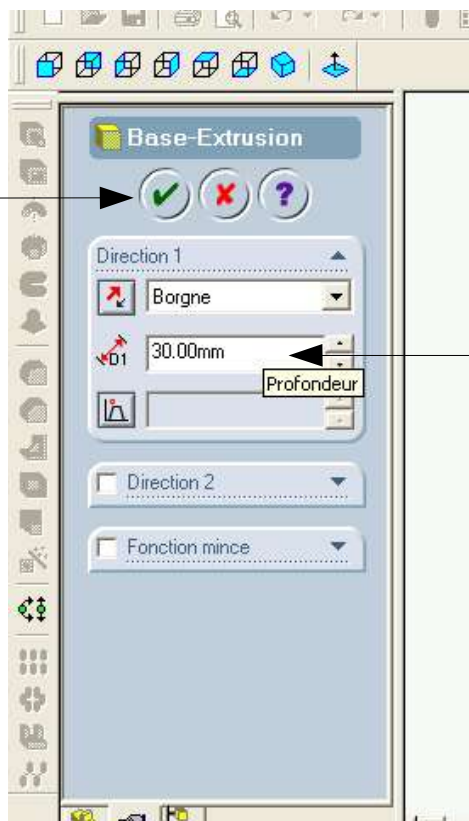 Base-Extrusion
?
Direction 1
Borgne
D1
30.00mm
Profondeur
Direction 2
Fonction mince